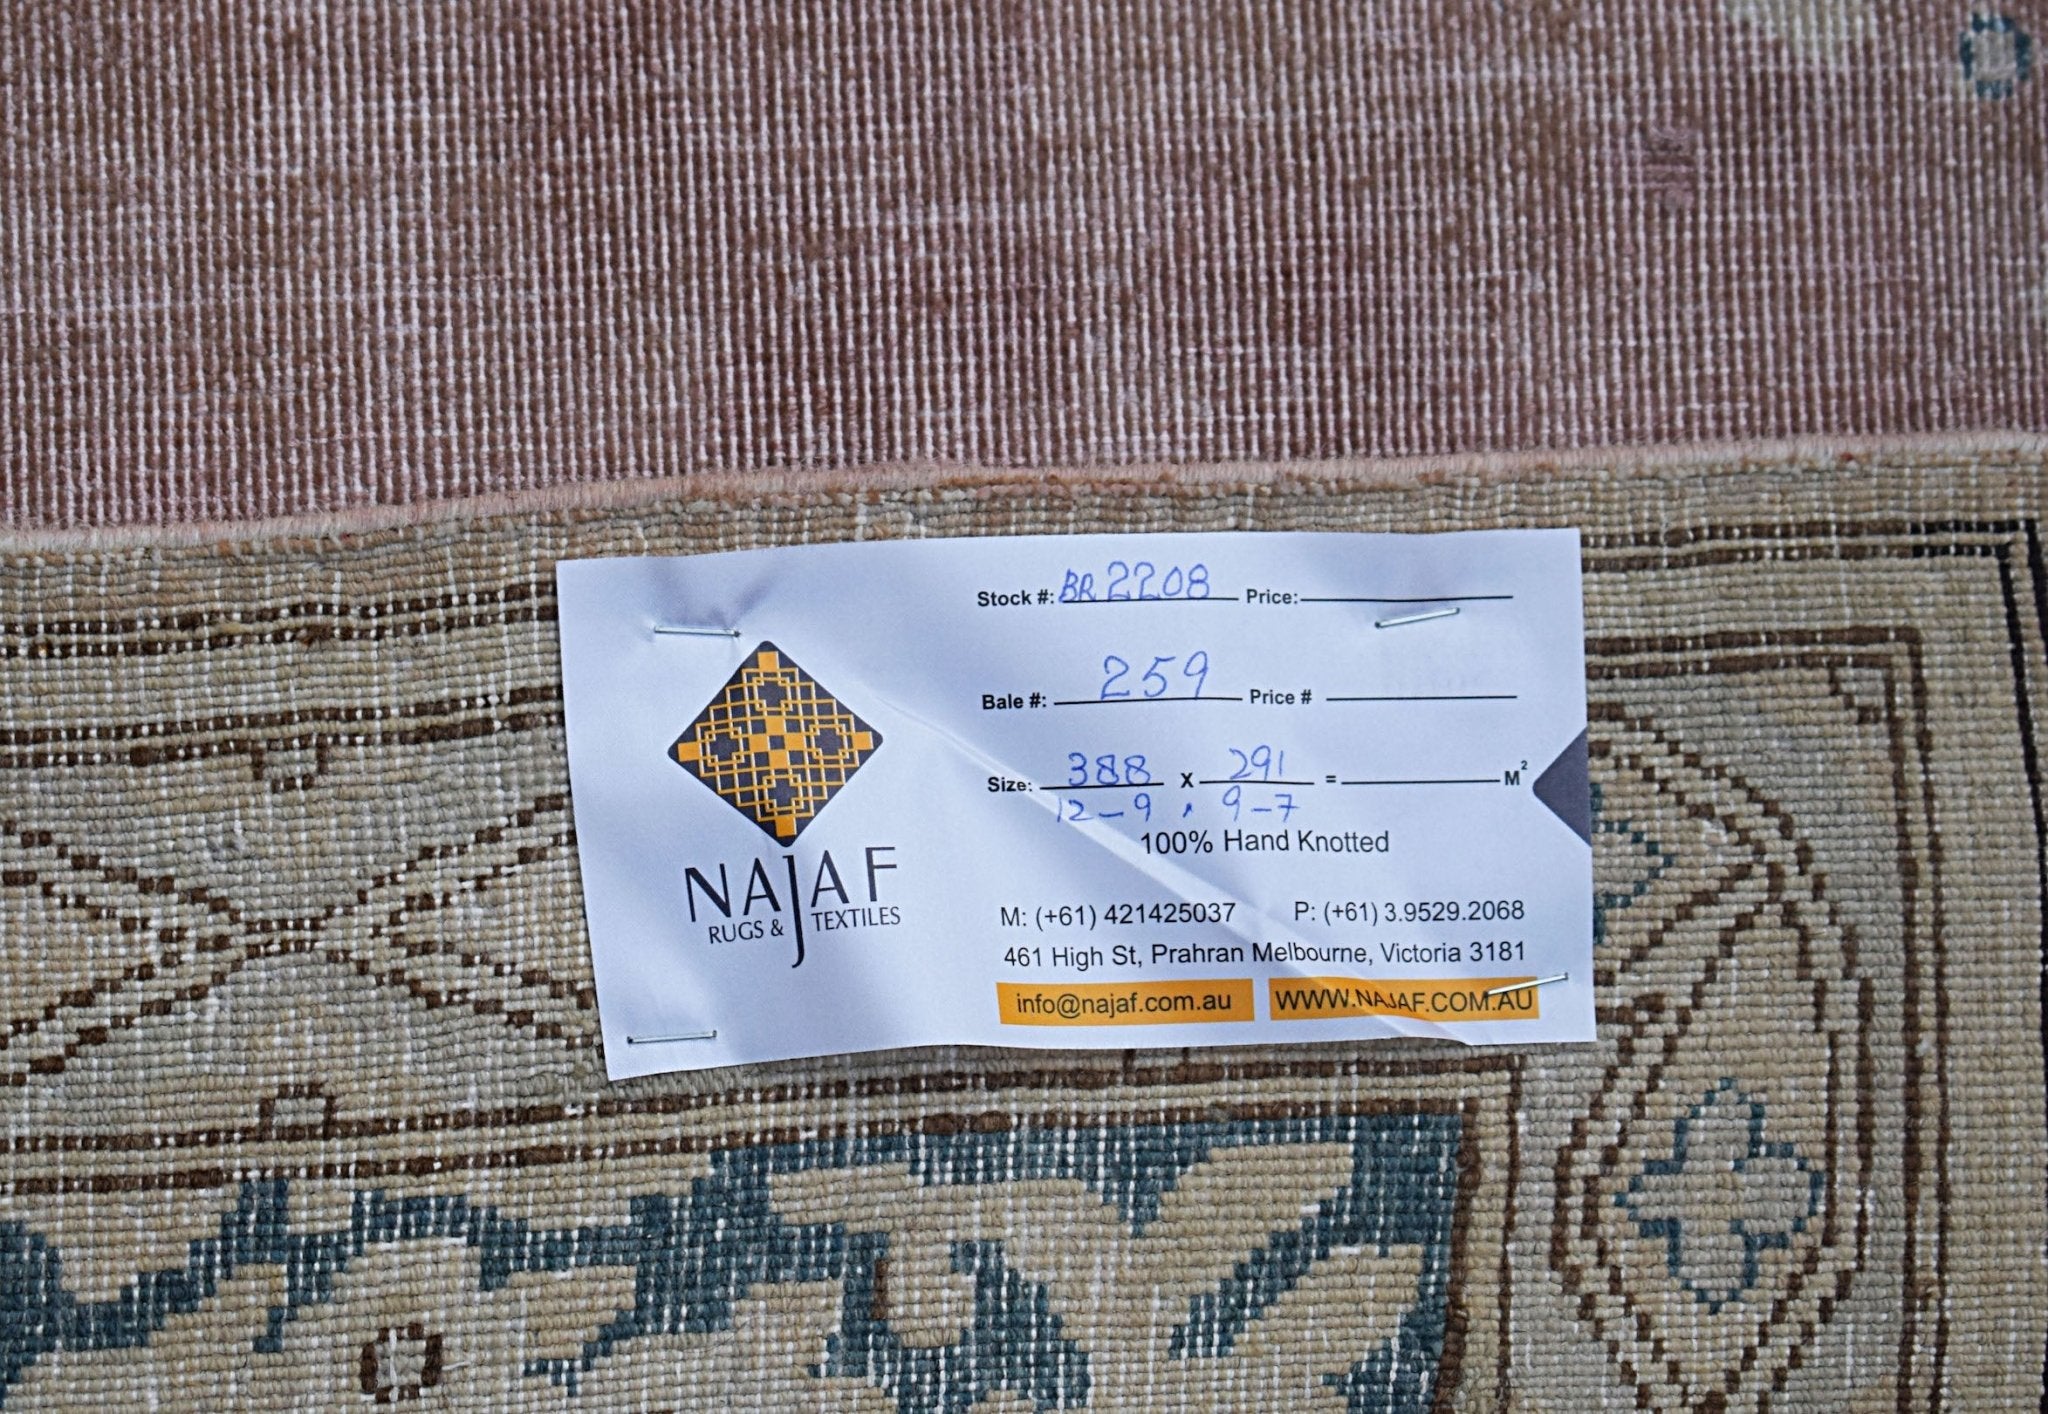 Stock #: BR 2208 Price:
Bale #: 259 Price #
Size: 388 X 291 = M²
12-9 , 9-7
100% Hand Knotted
NAJAF
RUGS & TEXTILES
M: (+61) 421425037 P: (+61) 3.9529.2068
461 High St, Prahran Melbourne, Victoria 3181
info@najaf.com.au WWW.NAJAF.COM.AU